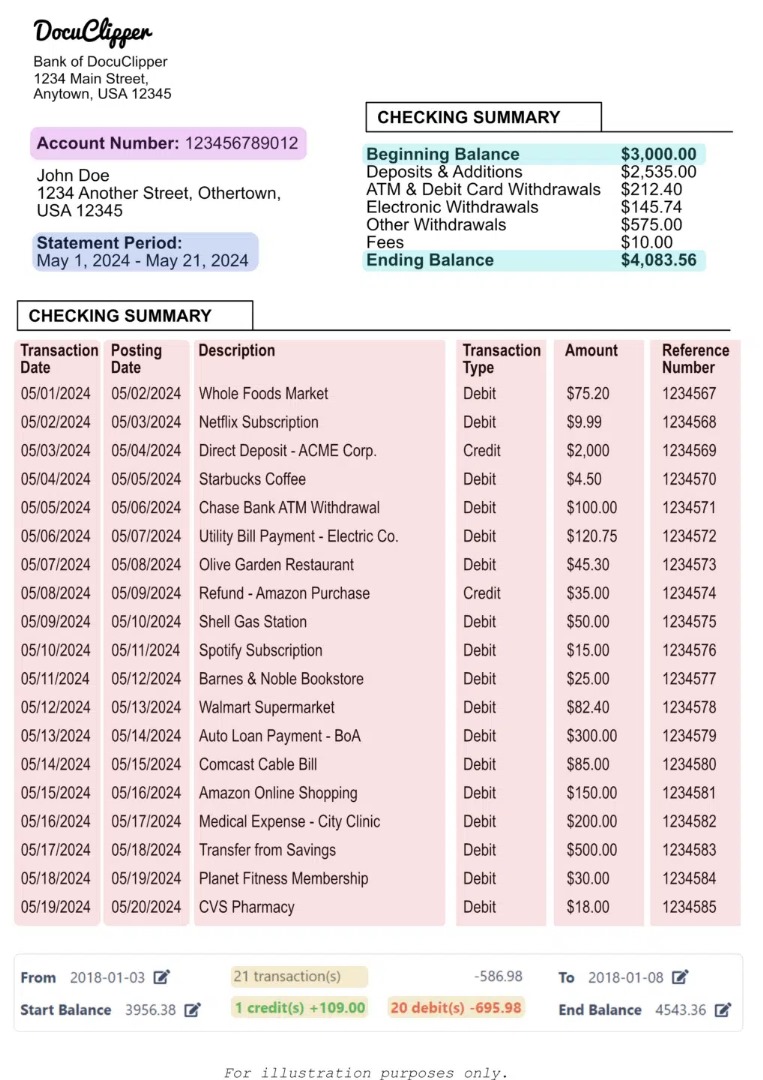 DocuClipper
Bank of DocuClipper
1234 Main Street,
Anytown, USA 12345
CHECKING SUMMARY
Account Number: 123456789012
John Doe
1234 Another Street, Othertown,
USA 12345
Statement Period:
May 1, 2024 - May 21, 2024
Beginning Balance $3,000.00
Deposits & Additions $2,535.00
ATM & Debit Card Withdrawals $212.40
Electronic Withdrawals $145.74
Other Withdrawals $575.00
Fees $10.00
Ending Balance $4,083.56
CHECKING SUMMARY
Transaction Date Posting Date Description Transaction Type Amount Reference Number
05/01/2024 05/02/2024 Whole Foods Market Debit $75.20 1234567
05/02/2024 05/03/2024 Netflix Subscription Debit $9.99 1234568
05/03/2024 05/04/2024 Direct Deposit - ACME Corp. Credit $2,000 1234569
05/04/2024 05/05/2024 Starbucks Coffee Debit $4.50 1234570
05/05/2024 05/06/2024 Chase Bank ATM Withdrawal Debit $100.00 1234571
05/06/2024 05/07/2024 Utility Bill Payment - Electric Co. Debit $120.75 1234572
05/07/2024 05/08/2024 Olive Garden Restaurant Debit $45.30 1234573
05/08/2024 05/09/2024 Refund - Amazon Purchase Credit $35.00 1234574
05/09/2024 05/10/2024 Shell Gas Station Debit $50.00 1234575
05/10/2024 05/11/2024 Spotify Subscription Debit $15.00 1234576
05/11/2024 05/12/2024 Barnes & Noble Bookstore Debit $25.00 1234577
05/12/2024 05/13/2024 Walmart Supermarket Debit $82.40 1234578
05/13/2024 05/14/2024 Auto Loan Payment - BoA Debit $300.00 1234579
05/14/2024 05/15/2024 Comcast Cable Bill Debit $85.00 1234580
05/15/2024 05/16/2024 Amazon Online Shopping Debit $150.00 1234581
05/16/2024 05/17/2024 Medical Expense - City Clinic Debit $200.00 1234582
05/17/2024 05/18/2024 Transfer from Savings Debit $500.00 1234583
05/18/2024 05/19/2024 Planet Fitness Membership Debit $30.00 1234584
05/19/2024 05/20/2024 CVS Pharmacy Debit $18.00 1234585
From 2018-01-03 21 transaction(s) -586.98 To 2018-01-08
Start Balance 3956.38 1 credit(s) +109.00 20 debit(s) -695.98 End Balance 4543.36
For illustration purposes only.